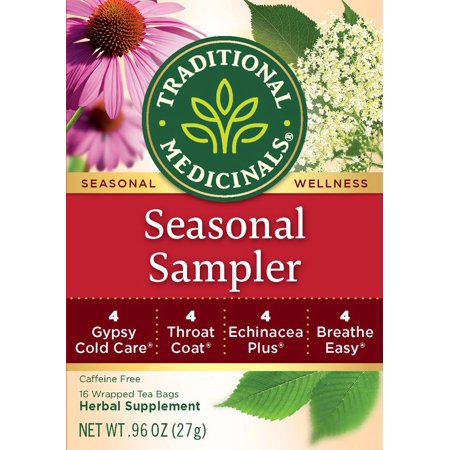 TRADITIONAL
MEDICINALS®
SEASONAL WELLNESS
Seasonal
Sampler
4 4 4 4
Gypsy Throat Echinacea Breathe
Cold Care® Coat® Plus® Easy®
Caffeine Free
16 Wrapped Tea Bags
Herbal Supplement
NET WT .96 OZ (27g)